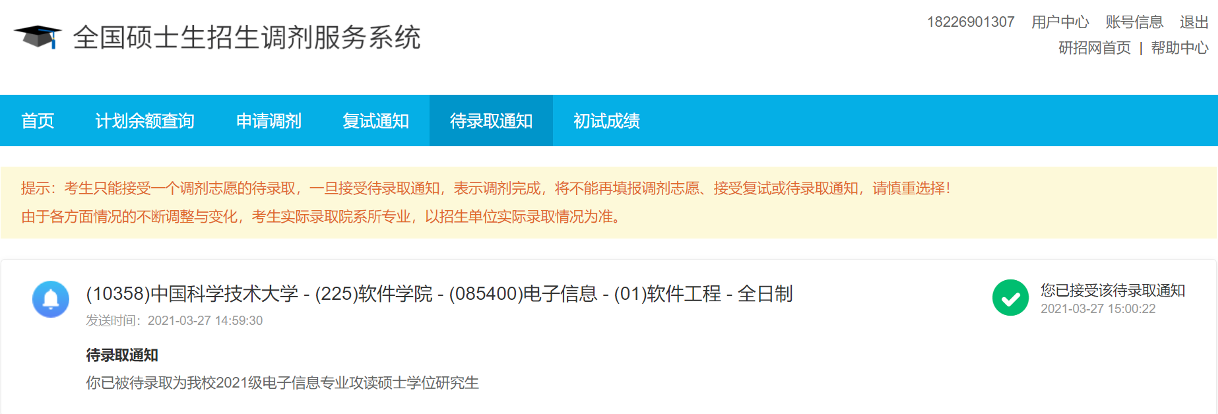 全国硕士生招生调剂服务系统
18226901307 用户中心 账号信息 退出
研招网首页 | 帮助中心
首页 计划余额查询 申请调剂 复试通知 待录取通知 初试成绩
提示：考生只能接受一个调剂志愿的待录取，一旦接受待录取通知，表示调剂完成，将不能再填报调剂志愿、接受复试或待录取通知，请慎重选择！
由于各方面情况的不断调整与变化，考生实际录取院系所专业，以招生单位实际录取情况为准。
(10358)中国科学技术大学 - (225)软件学院 - (085400)电子信息 - (01)软件工程 - 全日制
发送时间：2021-03-27 14:59:30
您已接受该待录取通知
2021-03-27 15:00:22
待录取通知
你已被待录取为我校2021级电子信息专业攻读硕士学位研究生